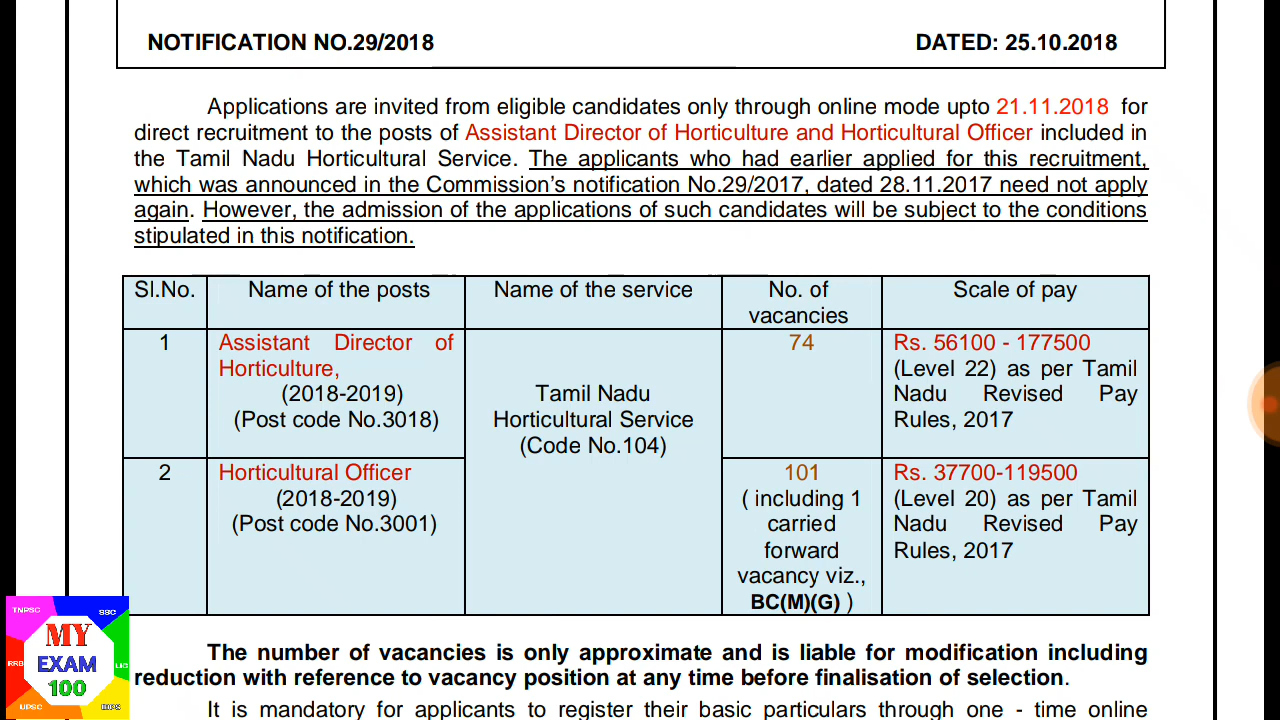 NOTIFICATION NO.29/2018 DATED: 25.10.2018
Applications are invited from eligible candidates only through online mode upto 21.11.2018 for
direct recruitment to the posts of Assistant Director of Horticulture and Horticultural Officer included in
the Tamil Nadu Horticultural Service. The applicants who had earlier applied for this recruitment,
which was announced in the Commission's notification No.29/2017, dated 28.11.2017 need not apply
again. However, the admission of the applications of such candidates will be subject to the conditions
stipulated in this notification.
Sl.No. Name of the posts Name of the service No. of
vacancies Scale of pay
1 Assistant Director of
Horticulture,
(2018-2019)
(Post code No.3018)
Tamil Nadu
Horticultural Service
(Code No.104)
74
Rs. 56100 - 177500
(Level 22) as per Tamil
Nadu Revised Pay
Rules, 2017
2 Horticultural Officer
(2018-2019)
(Post code No.3001)
101
( including 1
carried
forward
vacancy viz.,
BC(M)(G) )
Rs. 37700-119500
(Level 20) as per Tamil
Nadu Revised Pay
Rules, 2017
The number of vacancies is only approximate and is liable for modification including
reduction with reference to vacancy position at any time before finalisation of selection.
It is mandatory for applicants to register their basic particulars through one - time online
TNPSC
SSC
RRB
MY
EXAM
100
LIC
UPSC
IBPS